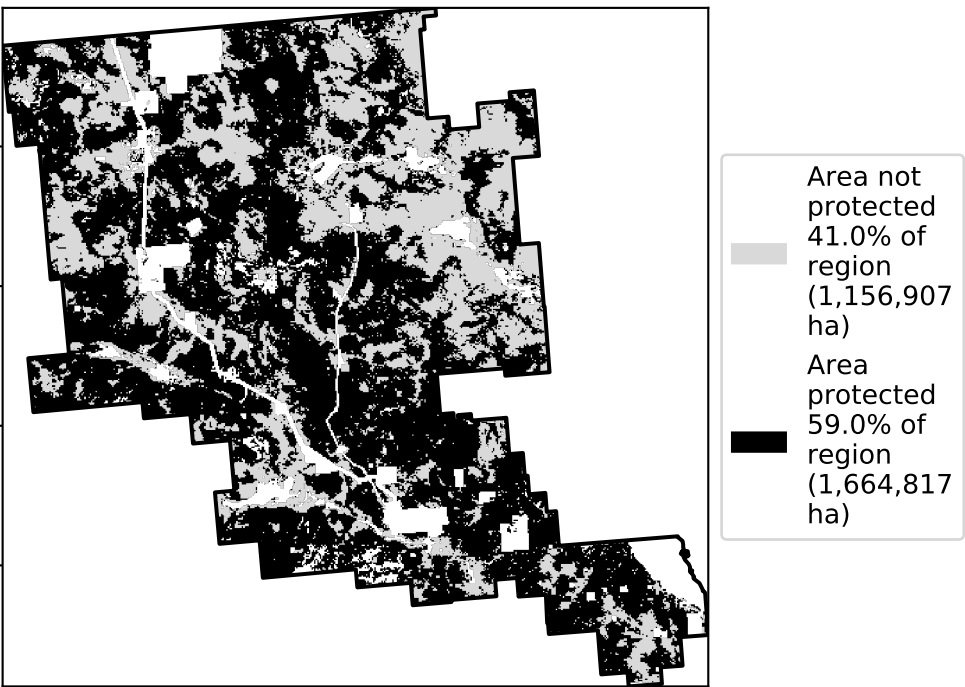 Area not
protected
41.0% of
region
(1,156,907
ha)
Area
protected
59.0% of
region
(1,664,817
ha)